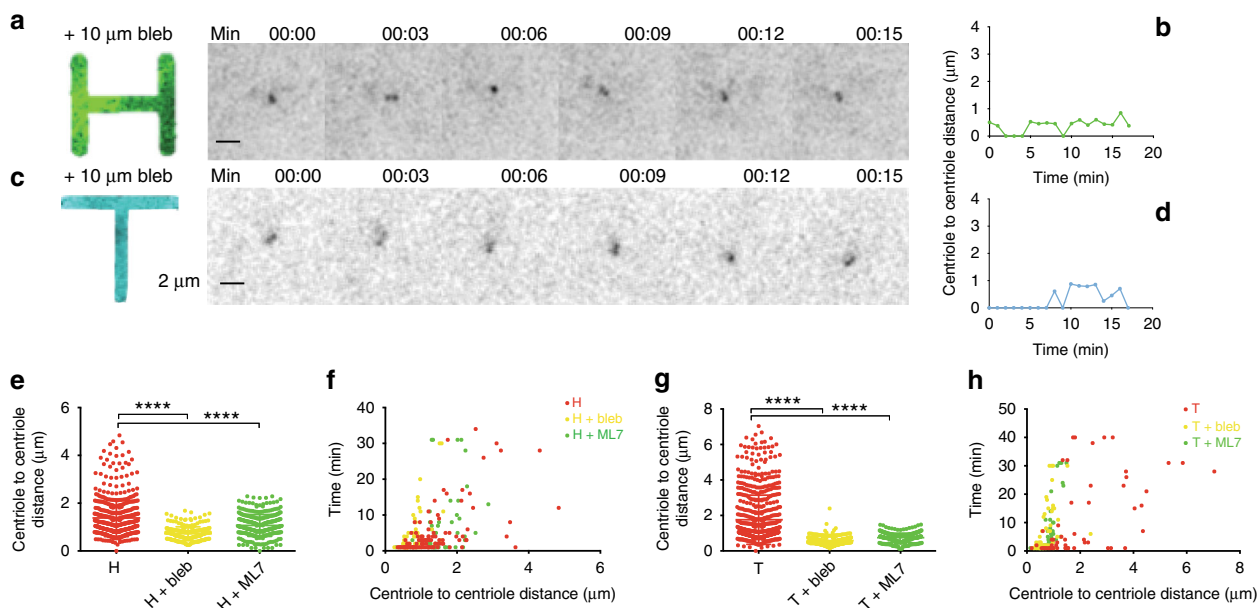 a
+ 10 μm bleb
Min 00:00 00:03 00:06 00:09 00:12 00:15
c
+ 10 μm bleb
2 μm
Min 00:00 00:03 00:06 00:09 00:12 00:15
b
Centriole to centriole distance (μm)
4
3
2
1
0
0 5 10 15 20
Time (min)
d
4
3
2
1
0
0 5 10 15 20
Time (min)
e
Centriole to centriole
distance (μm)
6
4
2
0
**** ****
H H + bleb H + ML7
f
H
H + bleb
H + ML7
Time (min)
40
30
20
10
0
0 2 4 6
Centriole to centriole distance (μm)
g
Centriole to centriole
distance (μm)
8
6
4
2
0
**** ****
T T + bleb T + ML7
h
T
T + bleb
T + ML7
Time (min)
50
40
30
20
10
0
0 2 4 6 8
Centriole to centriole distance (μm)